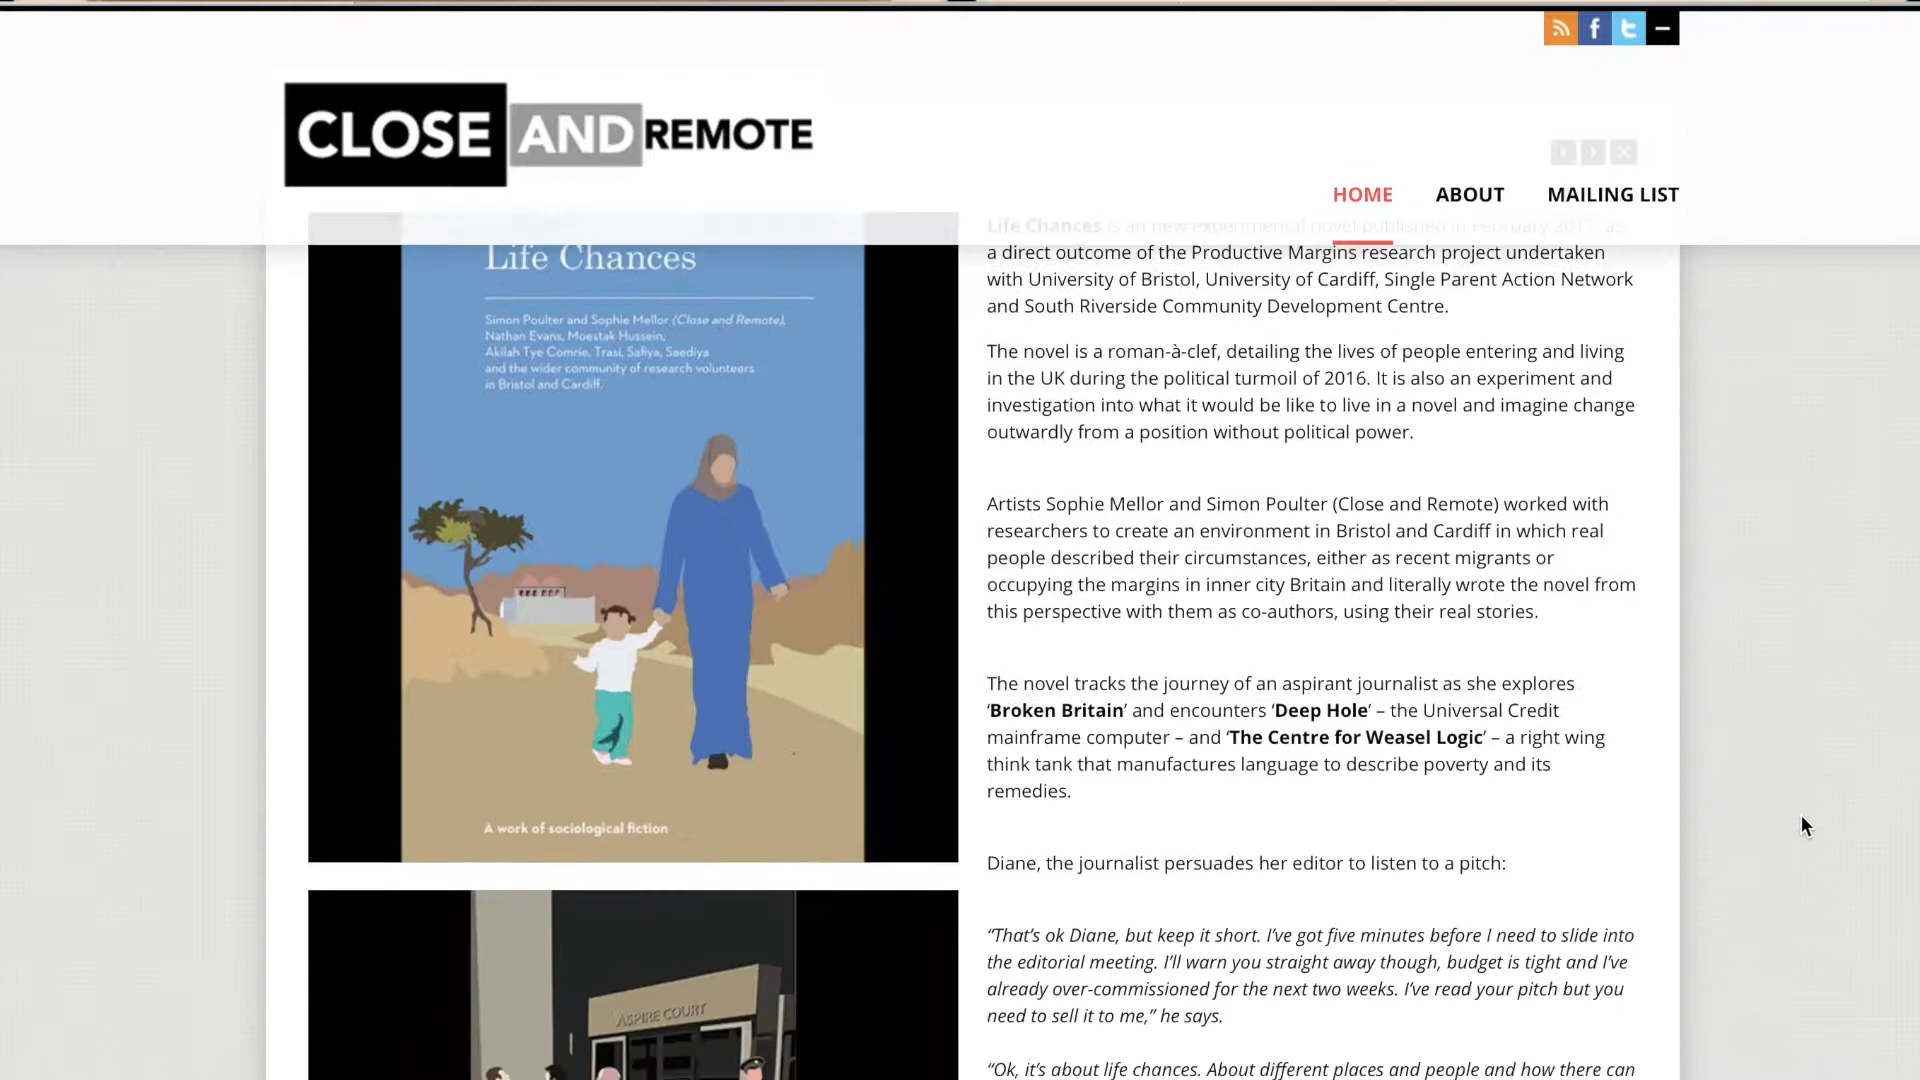 CLOSE AND REMOTE
HOME ABOUT MAILING LIST
Life Chances
Simon Poulter and Sophie Mellor (Close and Remote),
Nathan Evans, Moestak Hussein,
Akilah Tye Comrie, Trasi, Safiya, Saediya
and the wider community of research volunteers
in Bristol and Cardiff.
A work of sociological fiction
ASPIRE COURT
Life Chances is an new experimental novel published in February 2017, as
a direct outcome of the Productive Margins research project undertaken
with University of Bristol, University of Cardiff, Single Parent Action Network
and South Riverside Community Development Centre.
The novel is a roman-à-clef, detailing the lives of people entering and living
in the UK during the political turmoil of 2016. It is also an experiment and
investigation into what it would be like to live in a novel and imagine change
outwardly from a position without political power.
Artists Sophie Mellor and Simon Poulter (Close and Remote) worked with
researchers to create an environment in Bristol and Cardiff in which real
people described their circumstances, either as recent migrants or
occupying the margins in inner city Britain and literally wrote the novel from
this perspective with them as co-authors, using their real stories.
The novel tracks the journey of an aspirant journalist as she explores
‘Broken Britain’ and encounters ‘Deep Hole’ – the Universal Credit
mainframe computer – and ‘The Centre for Weasel Logic’ – a right wing
think tank that manufactures language to describe poverty and its
remedies.
Diane, the journalist persuades her editor to listen to a pitch:
“That’s ok Diane, but keep it short. I’ve got five minutes before I need to slide into
the editorial meeting. I’ll warn you straight away though, budget is tight and I’ve
already over-commissioned for the next two weeks. I’ve read your pitch but you
need to sell it to me,” he says.
“Ok, it’s about life chances. About different places and people and how there can